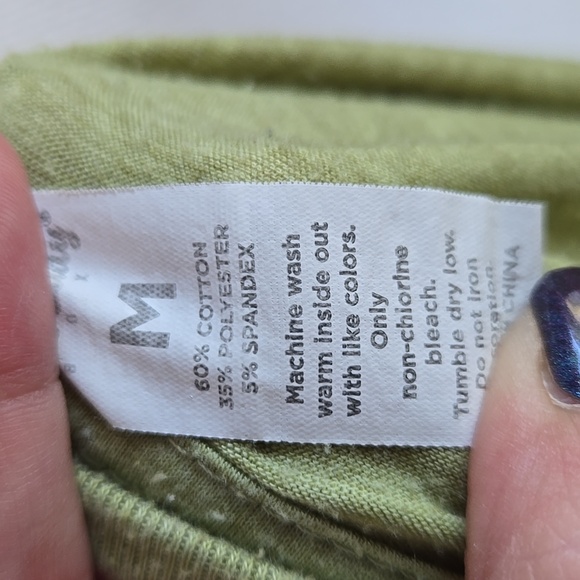 M
60% COTTON
35% POLYESTER
5% SPANDEX
Machine wash
warm inside out
with like colors.
Only
non-chlorine
bleach.
Tumble dry low.
Do not iron
CHINA